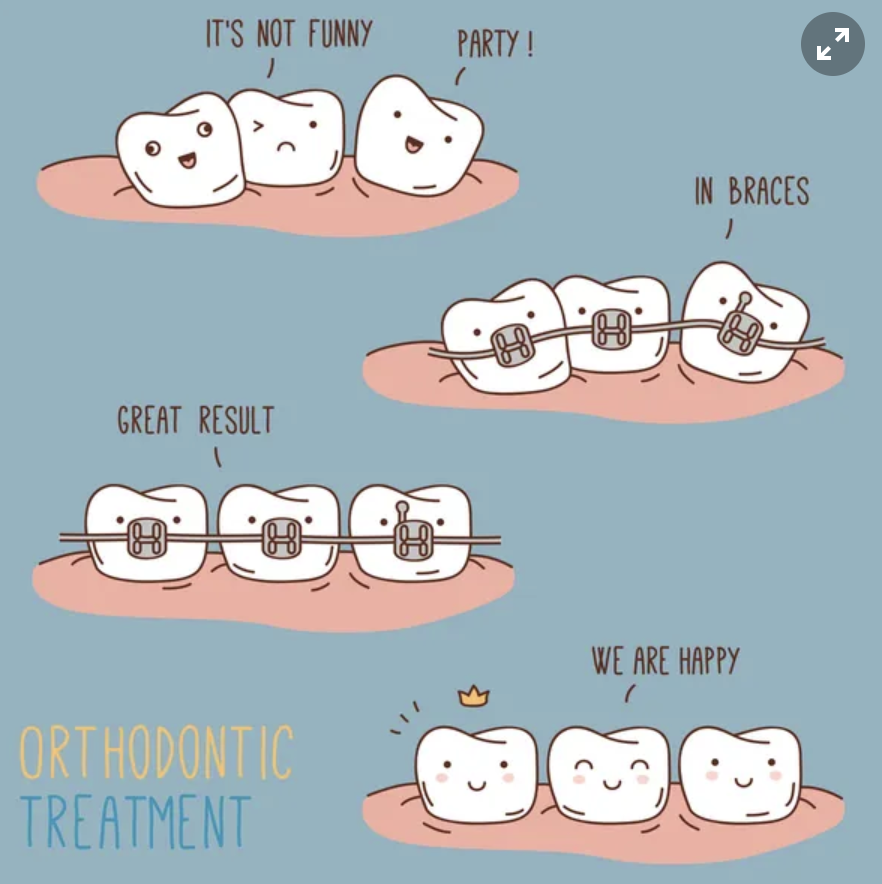 IT'S NOT FUNNY
PARTY !
IN BRACES
GREAT RESULT
WE ARE HAPPY
ORTHODONTIC
TREATMENT